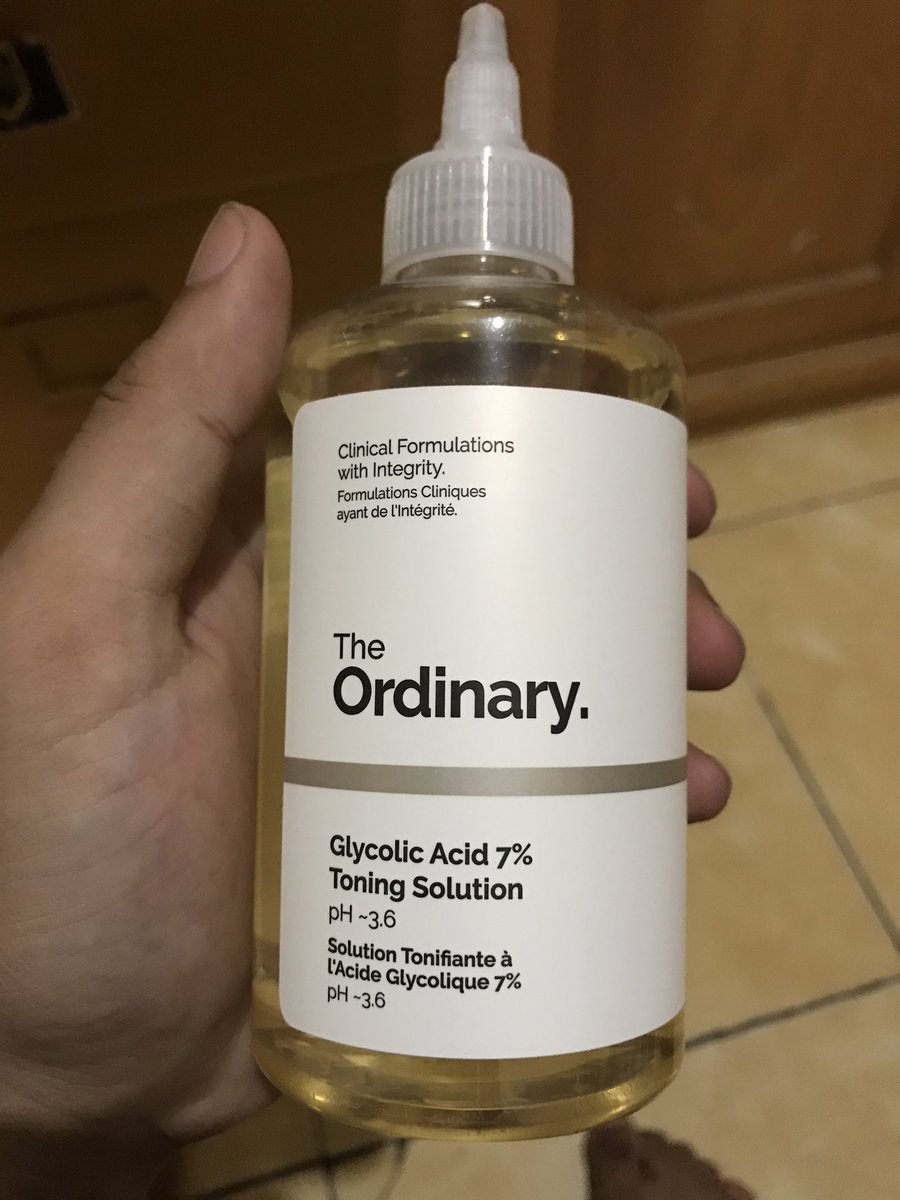 Clinical Formulations
with Integrity.
Formulations Cliniques
ayant de l'Intégrité.
The
Ordinary.
Glycolic Acid 7%
Toning Solution
pH ~3.6
Solution Tonifiante à
l'Acide Glycolique 7%
pH ~3.6